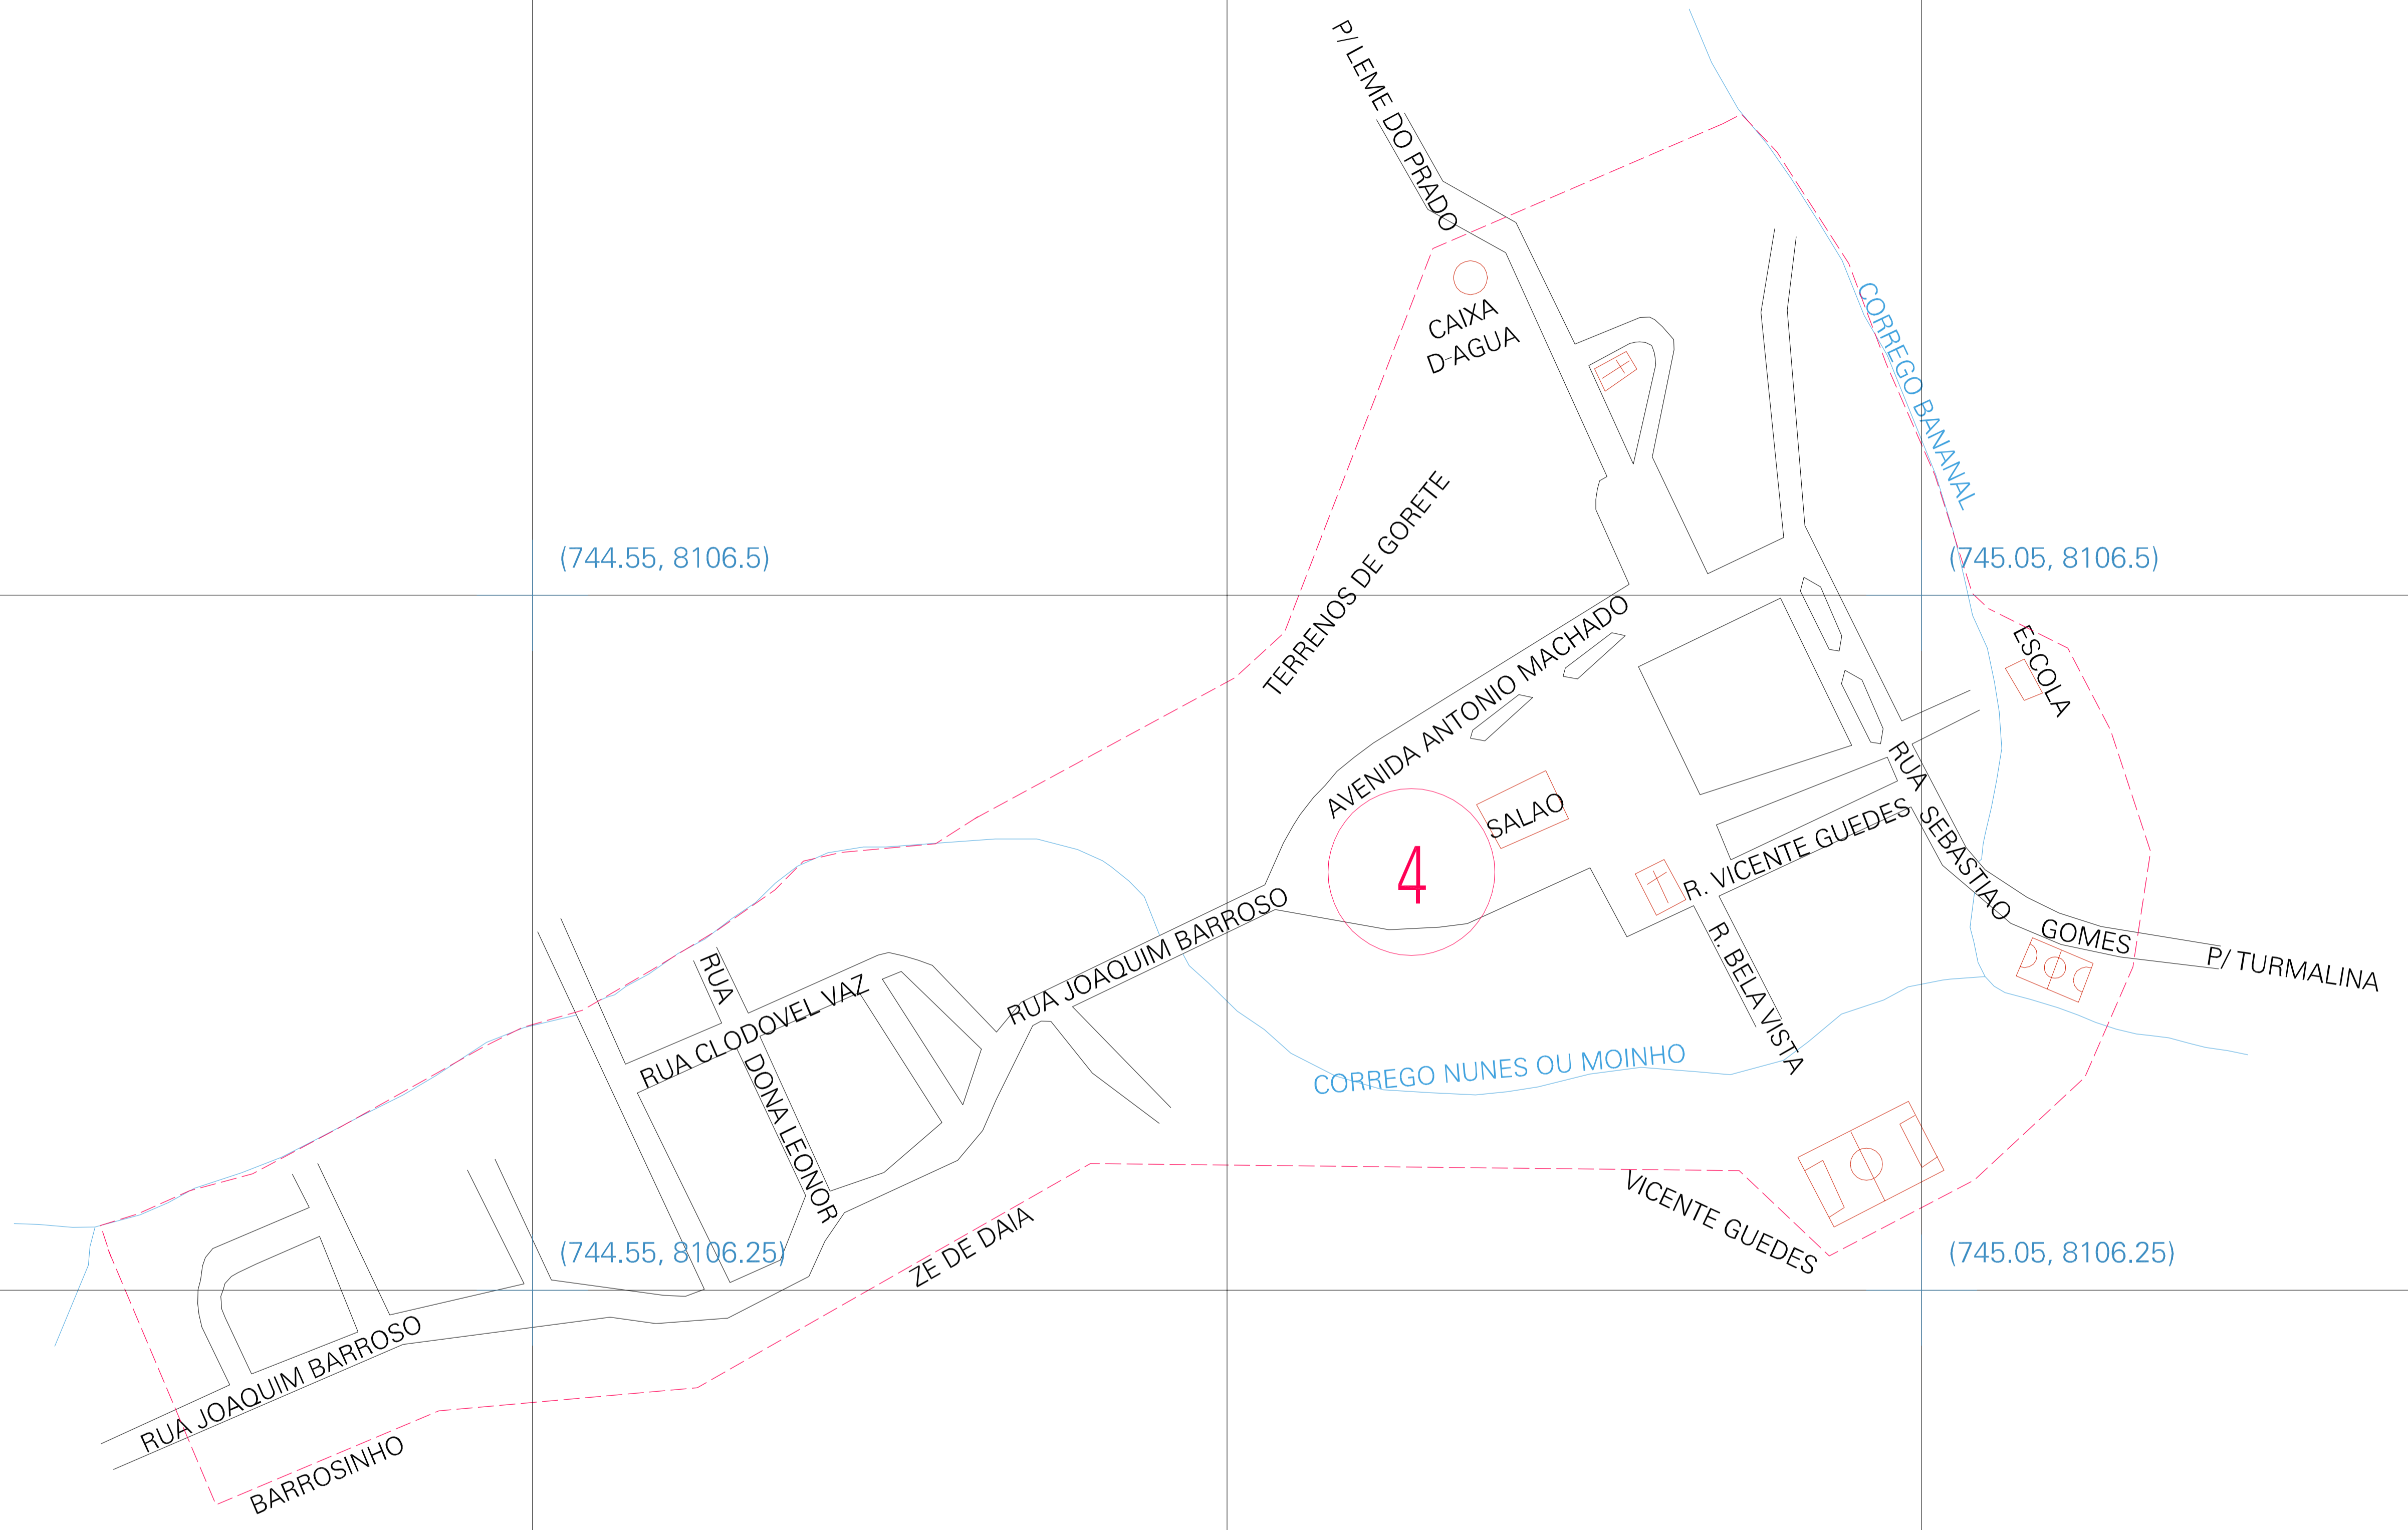 P/ LEME DO PRADO
CAIXA
D-AGUA
CORREGO BANANAL
TERRENOS DE GORETE
(744.55, 8106.5)
(745.05, 8106.5)
ESCOLA
AVENIDA ANTONIO MACHADO
SALAO
4
RUA SEBASTIAO GOMES
P/ TURMALINA
R. VICENTE GUEDES
R. BELA VISTA
RUA JOAQUIM BARROSO
RUA CLODOVEL VAZ
RUA DONA LEONOR
CORREGO NUNES OU MOINHO
VICENTE GUEDES
ZE DE DAIA
(744.55, 8106.25)
(745.05, 8106.25)
RUA JOAQUIM BARROSO
BARROSINHO